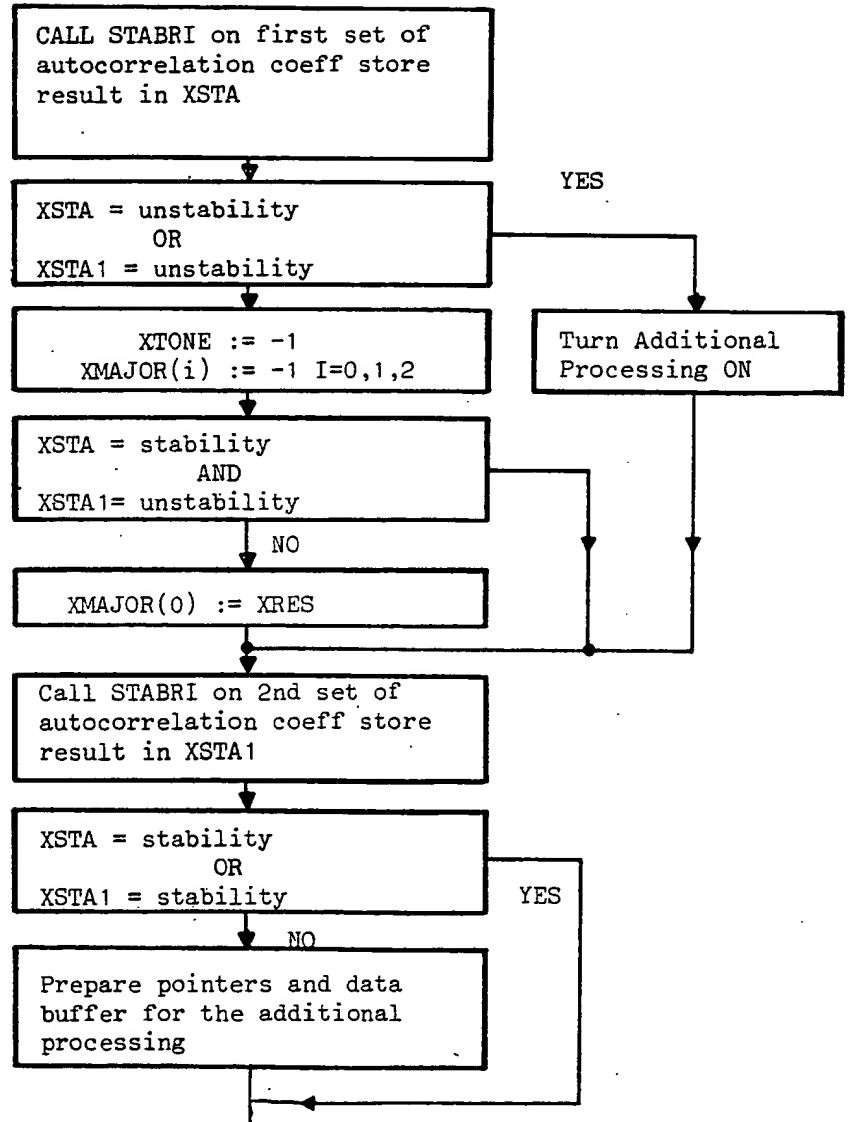 CALL STABRI on first set of
autocorrelation coeff store
result in XSTA
YES
XSTA = unstability
OR
XSTA1 = unstability
XTONE := -1
XMAJOR(i) := -1 I=0,1,2
Turn Additional
Processing ON
XSTA = stability
AND
XSTA1= unstability
NO
XMAJOR(0) := XRES
Call STABRI on 2nd set of
autocorrelation coeff store
result in XSTA1
XSTA = stability
OR
XSTA1 = stability
YES
NO
Prepare pointers and data
buffer for the additional
processing